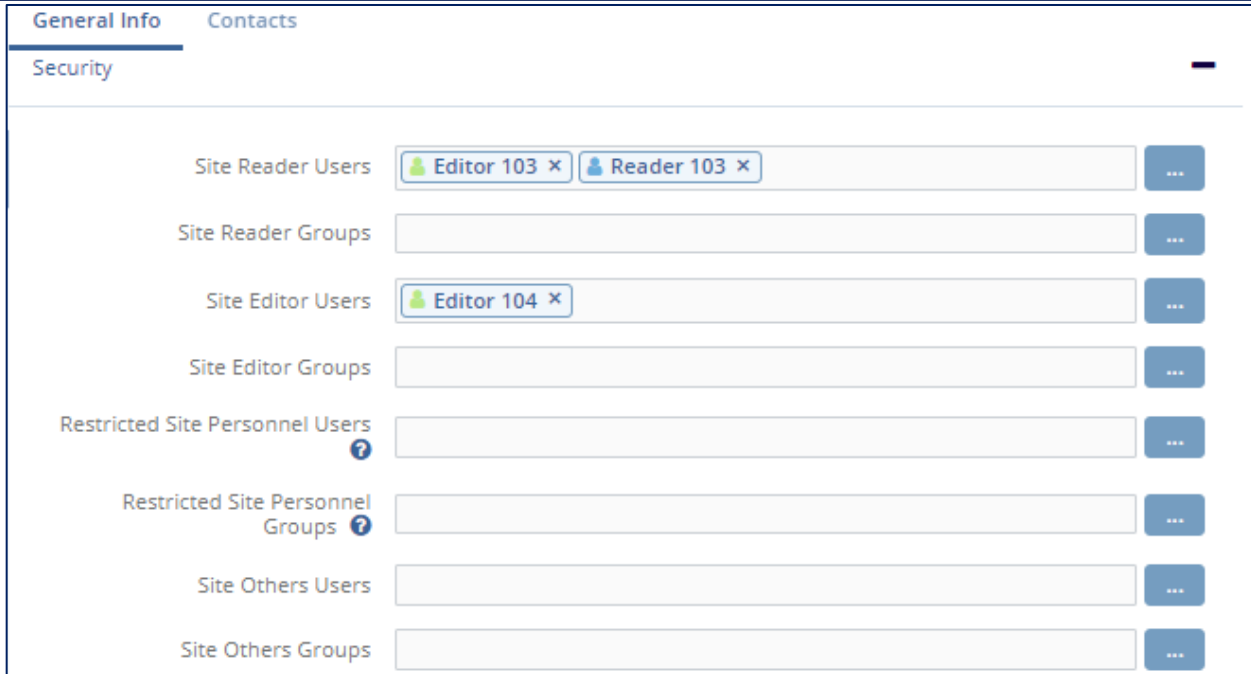 General Info Contacts
Security
Site Reader Users Editor 103 × Reader 103 × ...
Site Reader Groups ...
Site Editor Users Editor 104 × ...
Site Editor Groups ...
Restricted Site Personnel Users
? ...
Restricted Site Personnel
Groups ? ...
Site Others Users ...
Site Others Groups ...